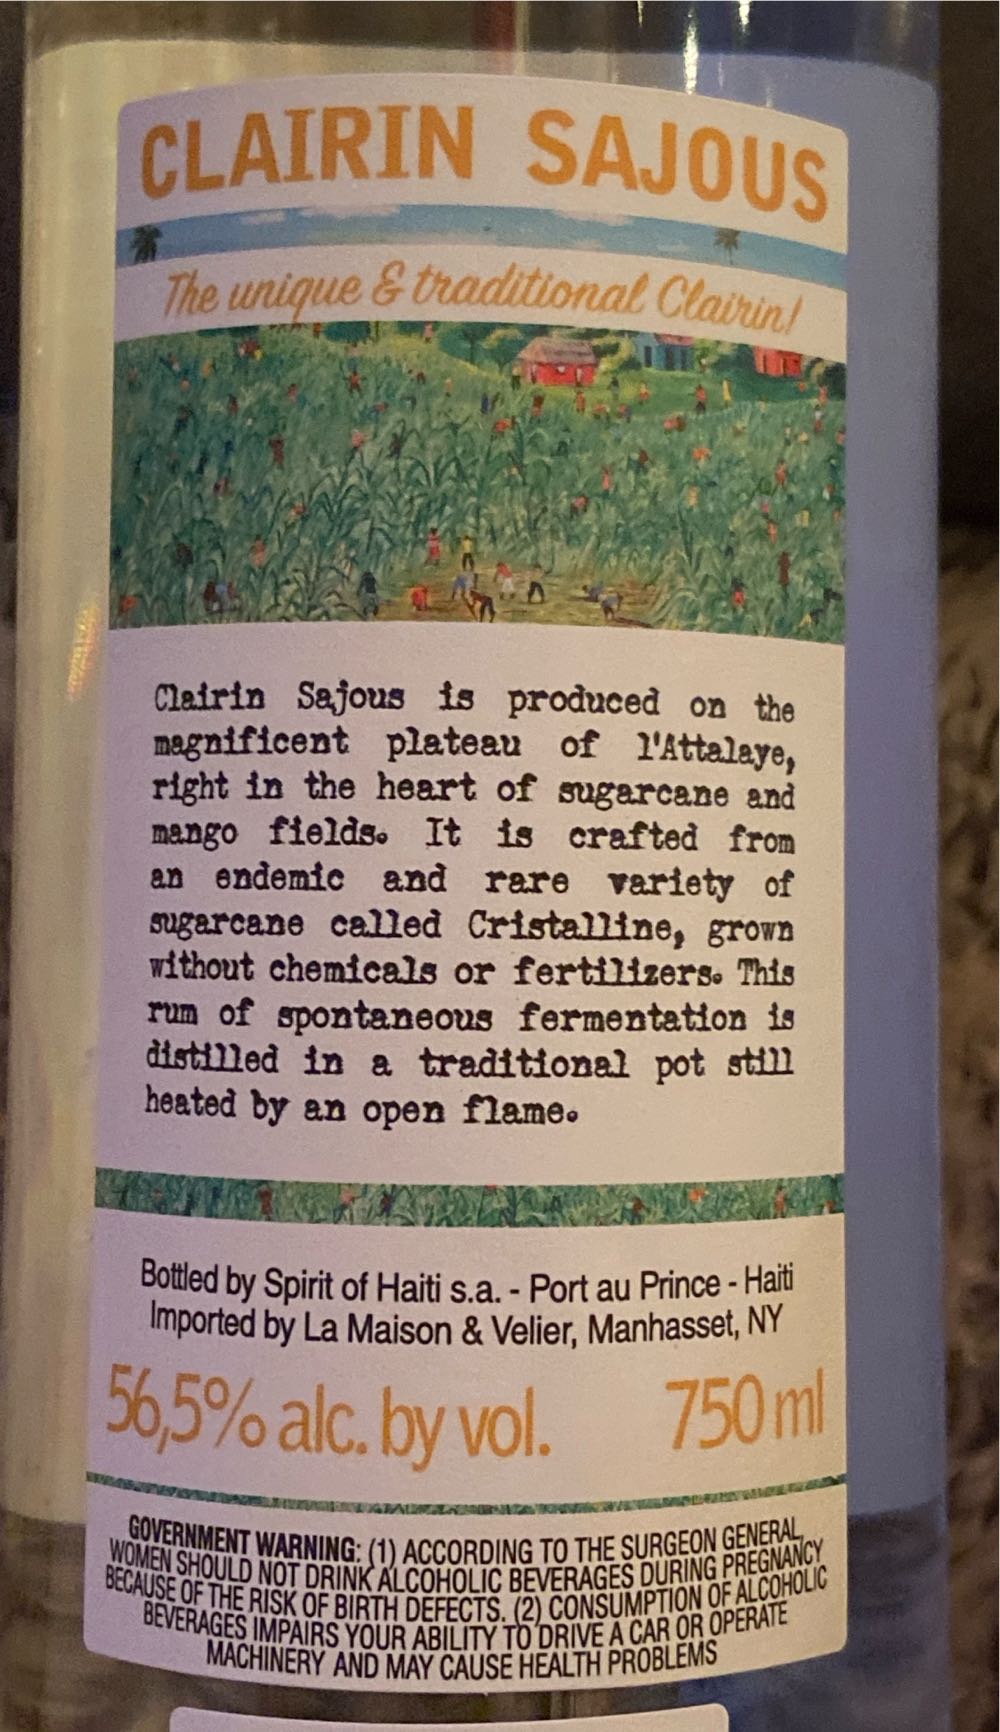 CLAIRIN SAJOUS
The unique & traditional Clairin!
Clairin Sajous is produced on the
magnificent plateau of l'Attalaye,
right in the heart of sugarcane and
mango fields. It is crafted from
an endemic and rare variety of
sugarcane called Cristalline, grown
without chemicals or fertilizers. This
rum of spontaneous fermentation is
distilled in a traditional pot still
heated by an open flame.
Bottled by Spirit of Haiti s.a. - Port au Prince - Haiti
Imported by La Maison & Velier, Manhasset, NY
56,5% alc. by vol. 750 ml
GOVERNMENT WARNING: (1) ACCORDING TO THE SURGEON GENERAL,
WOMEN SHOULD NOT DRINK ALCOHOLIC BEVERAGES DURING PREGNANCY
BECAUSE OF THE RISK OF BIRTH DEFECTS. (2) CONSUMPTION OF ALCOHOLIC
BEVERAGES IMPAIRS YOUR ABILITY TO DRIVE A CAR OR OPERATE
MACHINERY AND MAY CAUSE HEALTH PROBLEMS